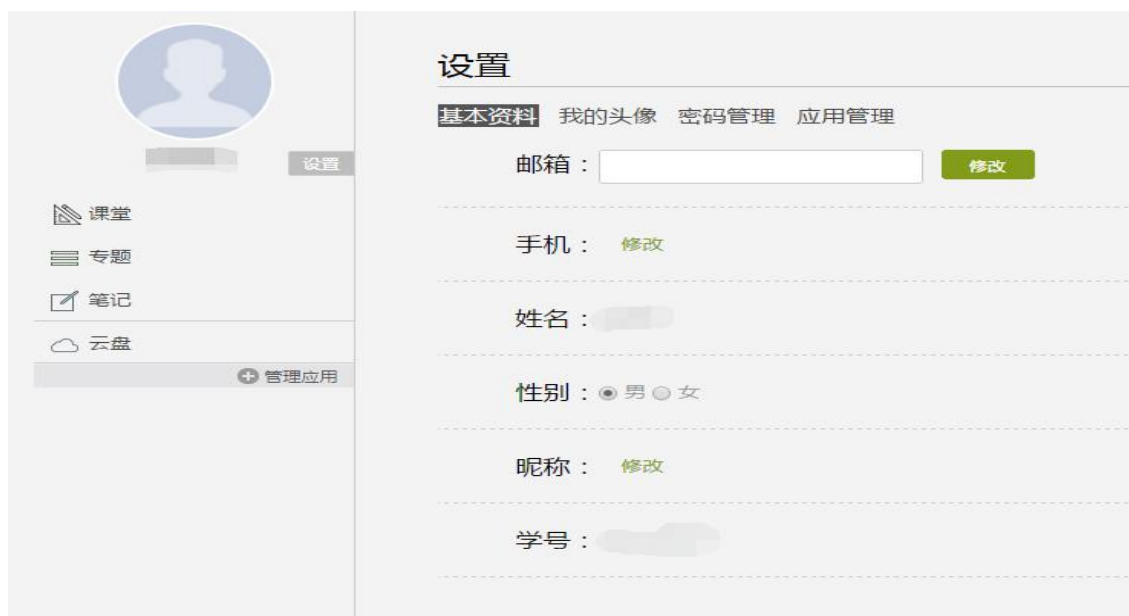 设置
课堂
专题
笔记
云盘
管理应用
设置
基本资料 我的头像 密码管理 应用管理
邮箱： 修改
手机： 修改
姓名：
性别： 男 女
昵称： 修改
学号：